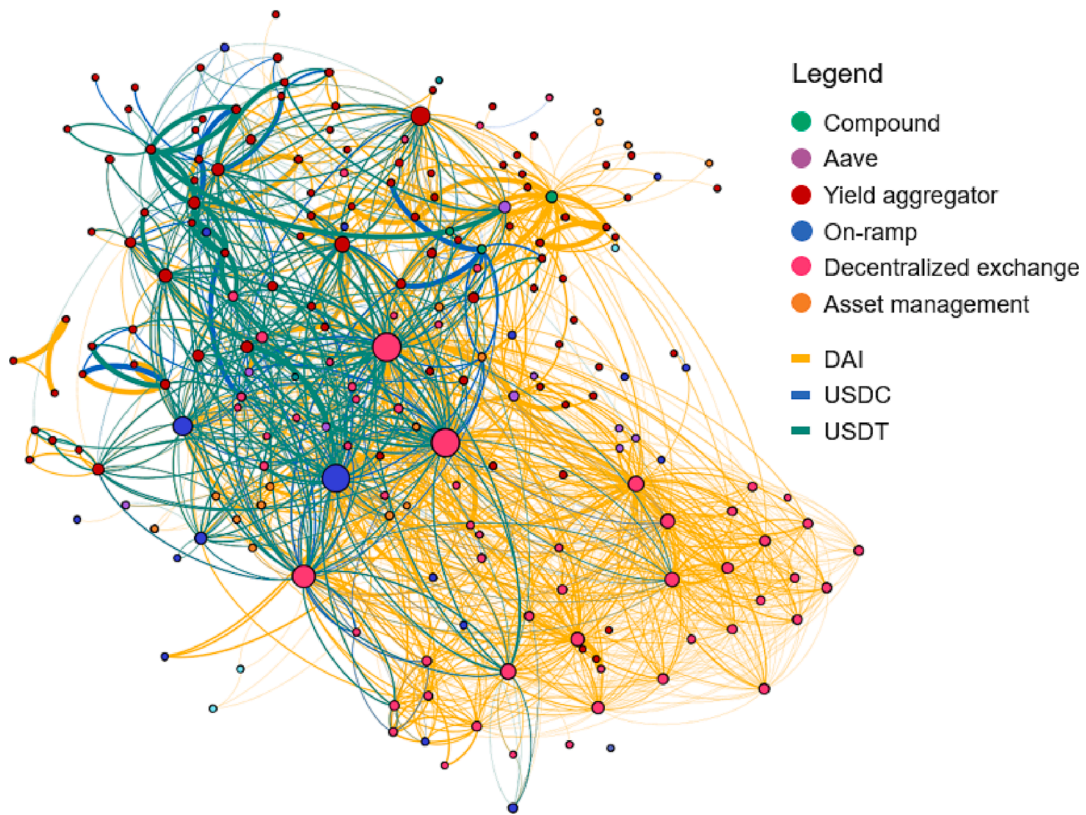 Legend
Compound
Aave
Yield aggregator
On-ramp
Decentralized exchange
Asset management
DAI
USDC
USDT